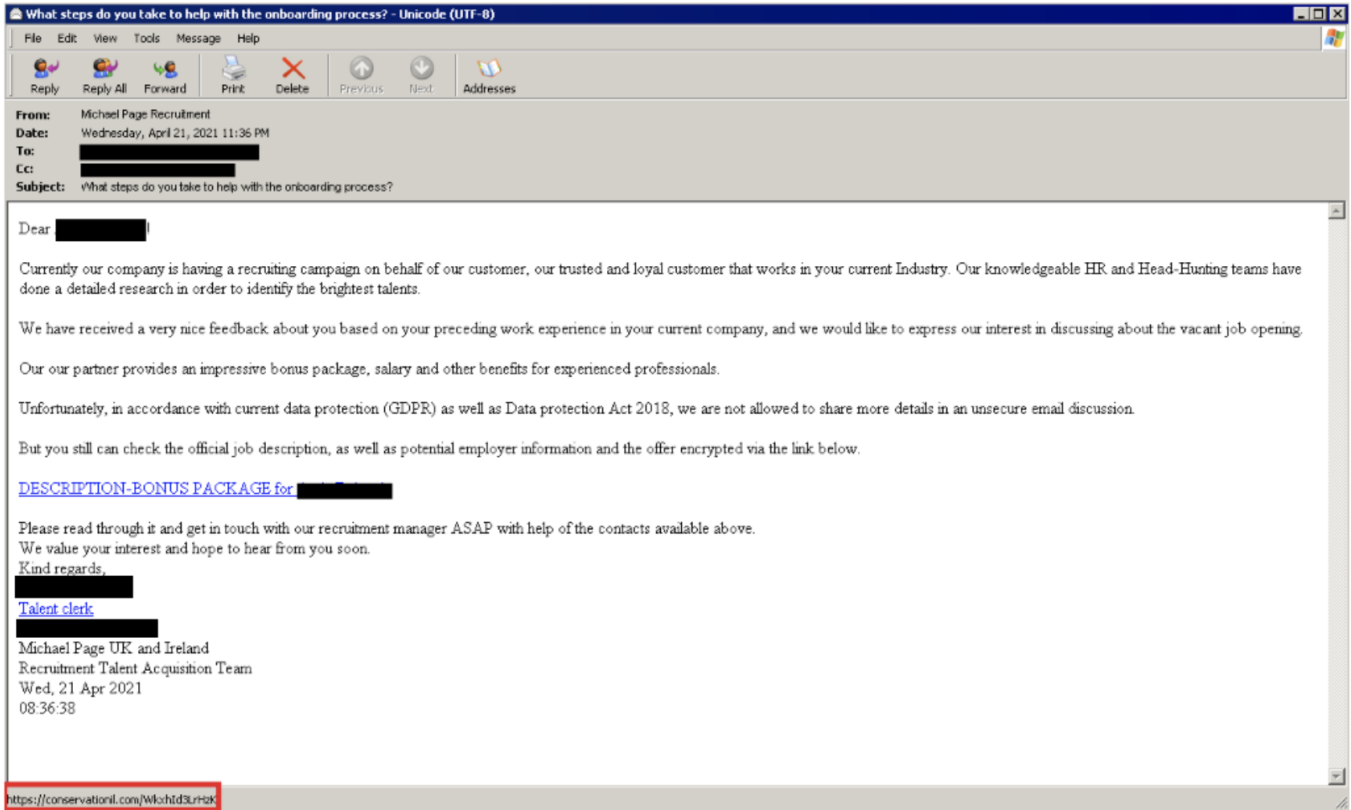 What steps do you take to help with the onboarding process? - Unicode (UTF-8)
File Edit View Tools Message Help
Reply Reply All Forward Print Delete Previous Next Addresses
From: Michael Page Recruitment
Date: Wednesday, April 21, 2021 11:36 PM
To:
Cc:
Subject: What steps do you take to help with the onboarding process?
Dear !
Currently our company is having a recruiting campaign on behalf of our customer, our trusted and loyal customer that works in your current Industry. Our knowledgeable HR and Head-Hunting teams have
done a detailed research in order to identify the brightest talents.
We have received a very nice feedback about you based on your preceding work experience in your current company, and we would like to express our interest in discussing about the vacant job opening.
Our our partner provides an impressive bonus package, salary and other benefits for experienced professionals.
Unfortunately, in accordance with current data protection (GDPR) as well as Data protection Act 2018, we are not allowed to share more details in an unsecure email discussion.
But you still can check the official job description, as well as potential employer information and the offer encrypted via the link below.
DESCRIPTION-BONUS PACKAGE for
Please read through it and get in touch with our recruitment manager ASAP with help of the contacts available above.
We value your interest and hope to hear from you soon.
Kind regards,
Talent clerk
Michael Page UK and Ireland
Recruitment Talent Acquisition Team
Wed, 21 Apr 2021
08:36:38